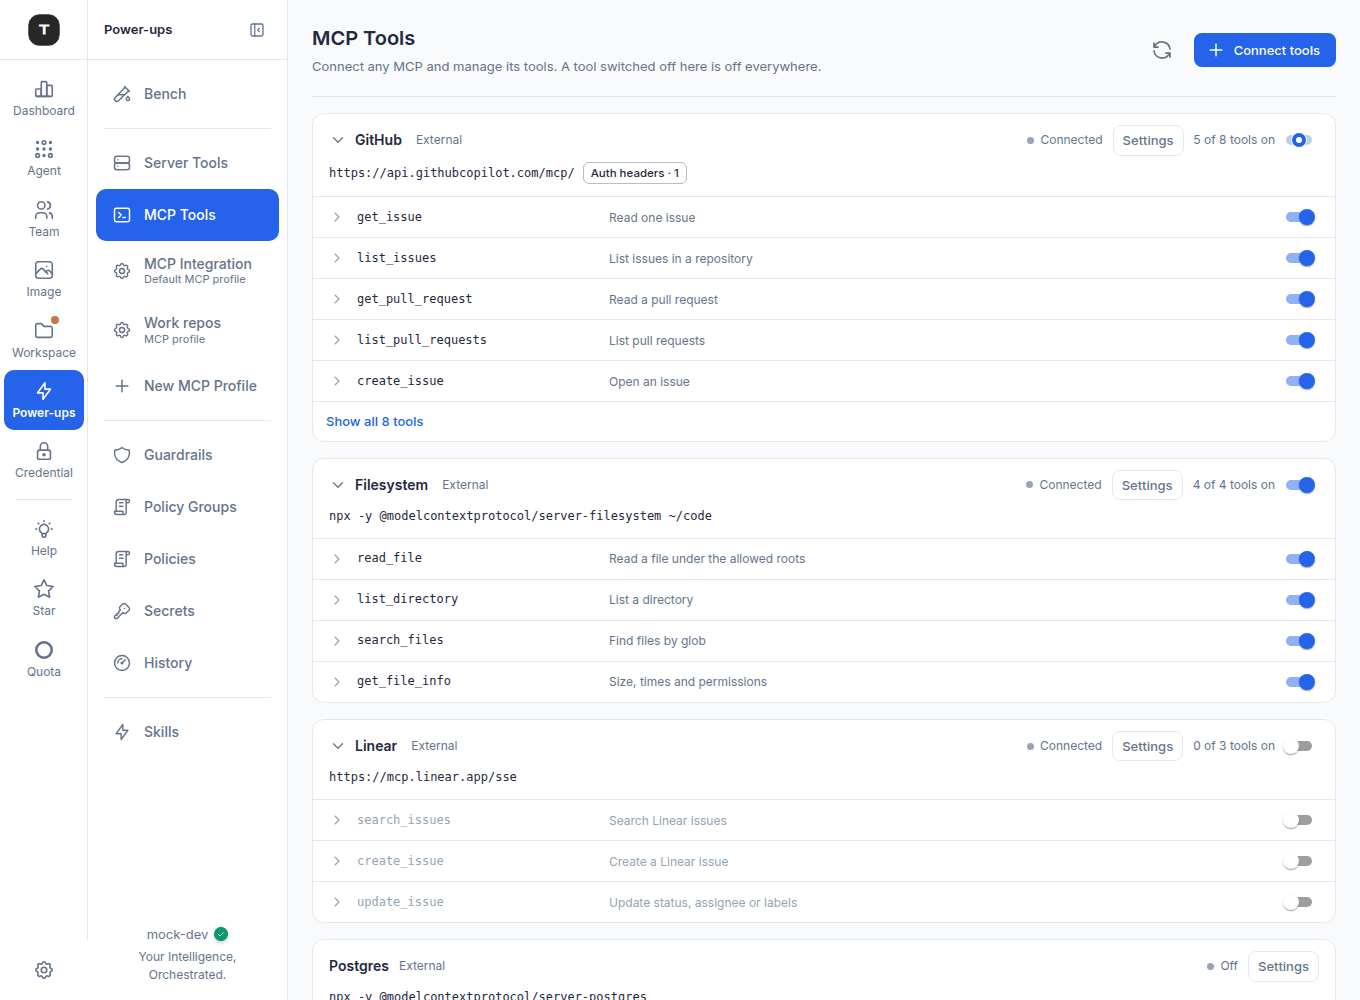 T
Power-ups
Dashboard
Agent
Team
Image
Workspace
Power-ups
Credential
Help
Star
Quota
Bench
Server Tools
MCP Tools
MCP Integration
Default MCP profile
Work repos
MCP profile
New MCP Profile
Guardrails
Policy Groups
Policies
Secrets
History
Skills
mock-dev
Your Intelligence,
Orchestrated.
MCP Tools
Connect any MCP and manage its tools. A tool switched off here is off everywhere.
Connect tools
GitHub External Connected Settings 5 of 8 tools on
https://api.githubcopilot.com/mcp/ Auth headers · 1
get_issue Read one issue
list_issues List issues in a repository
get_pull_request Read a pull request
list_pull_requests List pull requests
create_issue Open an issue
Show all 8 tools
Filesystem External Connected Settings 4 of 4 tools on
npx -y @modelcontextprotocol/server-filesystem ~/code
read_file Read a file under the allowed roots
list_directory List a directory
search_files Find files by glob
get_file_info Size, times and permissions
Linear External Connected Settings 0 of 3 tools on
https://mcp.linear.app/sse
search_issues Search Linear issues
create_issue Create a Linear issue
update_issue Update status, assignee or labels
Postgres External Off Settings
npx -y @modelcontextprotocol/server-postgres